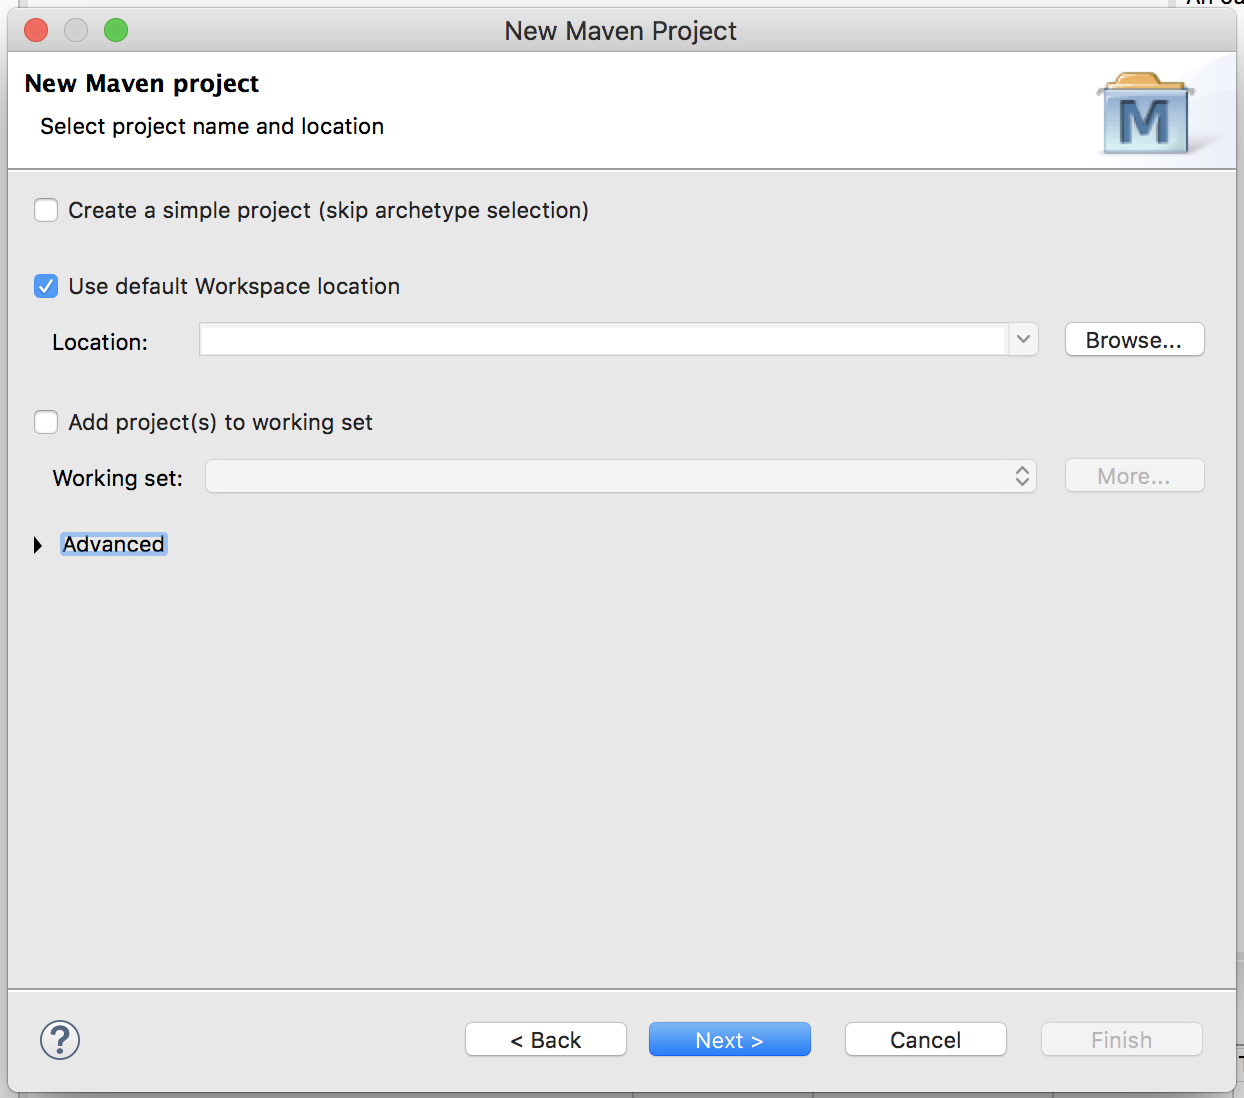 New Maven Project
New Maven project
Select project name and location
M
Create a simple project (skip archetype selection)
Use default Workspace location
Location:
Browse...
Add project(s) to working set
Working set:
More...
Advanced
?
< Back
Next >
Cancel
Finish